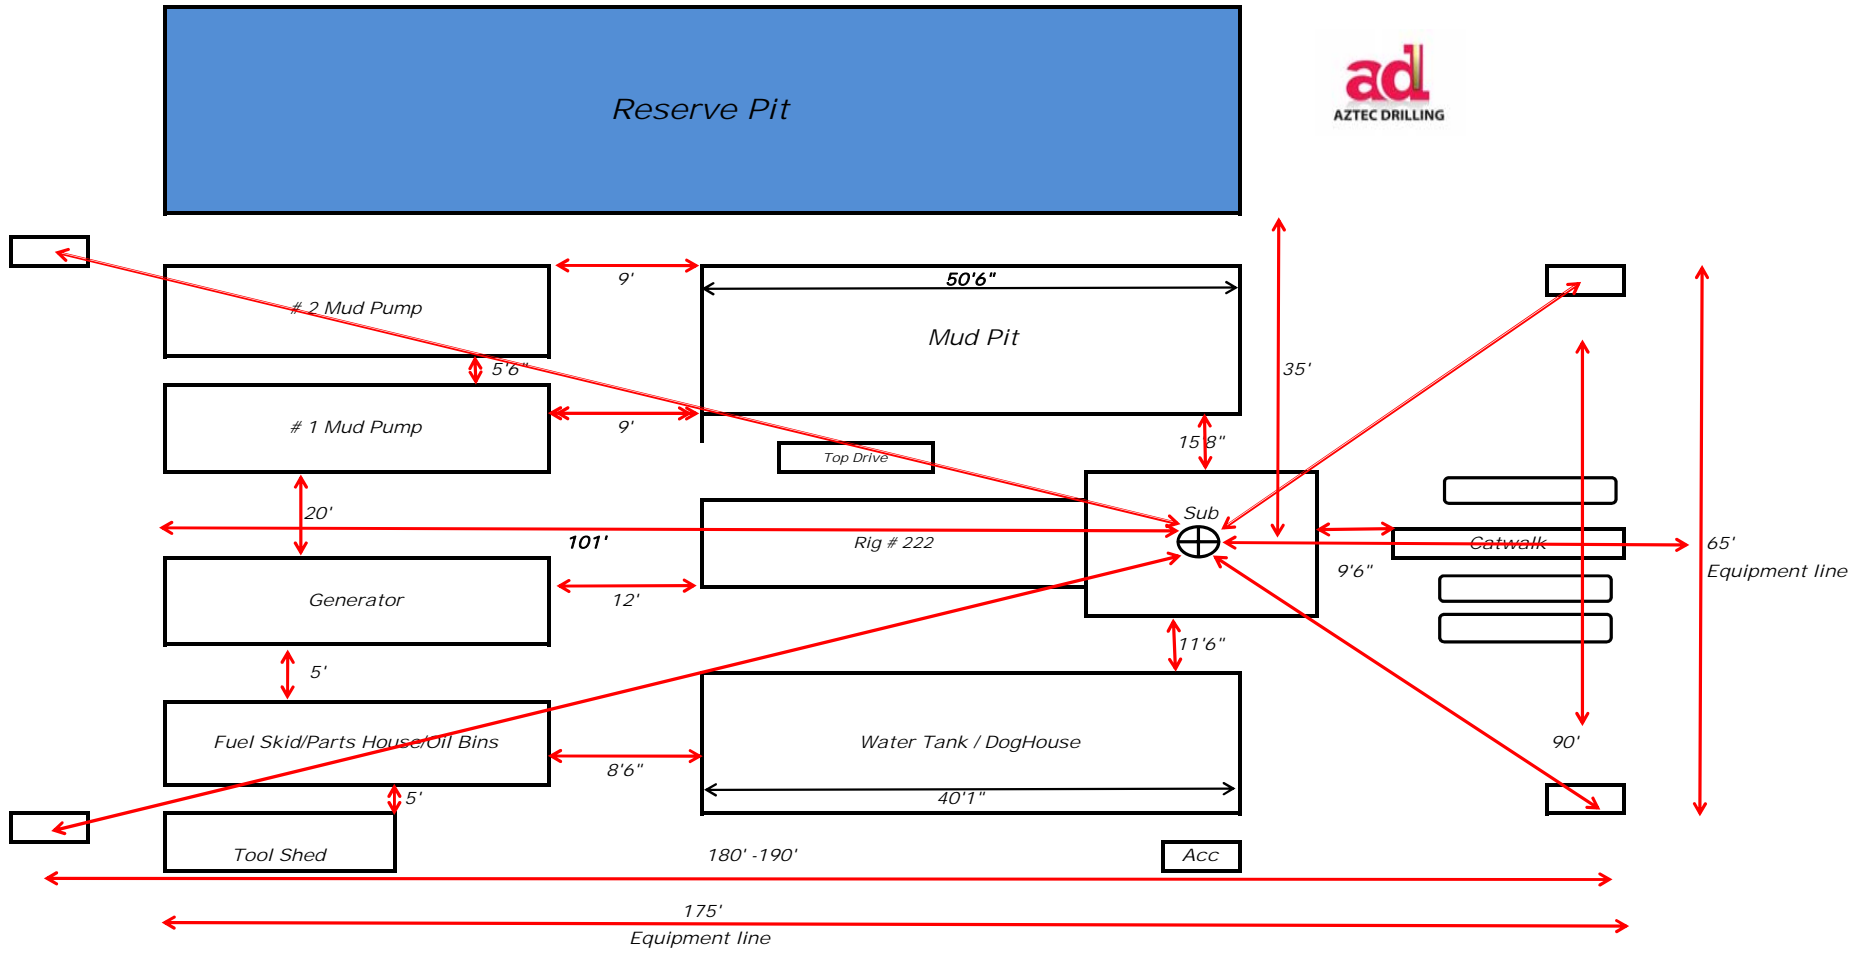 Reserve Pit
ad
AZTEC DRILLING
9'
50'6"
# 2 Mud Pump
Mud Pit
5'6"
35'
# 1 Mud Pump
9'
15'8"
Top Drive
20'
Sub
101'
Rig # 222
Catwalk
65'
9'6"
Equipment line
Generator
12'
11'6"
5'
Fuel Skid/Parts House/Oil Bins
Water Tank / DogHouse
90'
8'6"
5'
40'1"
Tool Shed
180' -190'
Acc
175'
Equipment line